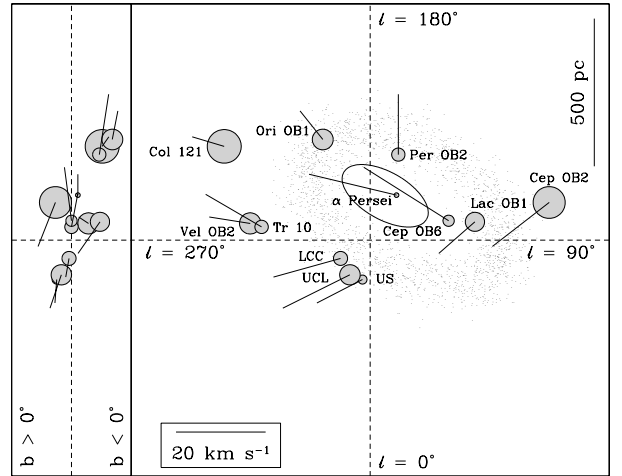 l = 180°
500 pc
Ori OB1
Col 121
Per OB2
Cep OB2
α Persei
Lac OB1
Cep OB6
Vel OB2
Tr 10
l = 270°
l = 90°
LCC
UCL
US
b > 0°
b < 0°
20 km s⁻¹
l = 0°